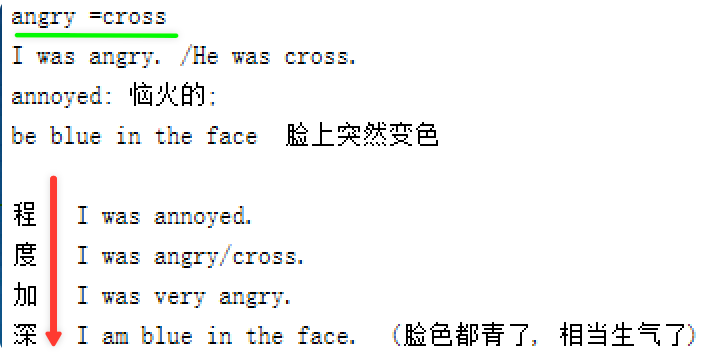 angry =cross
I was angry. /He was cross.
annoyed: 恼火的;
be blue in the face 脸上突然变色
程 I was annoyed.
度 I was angry/cross.
加 I was very angry.
深 I am blue in the face. （脸色都青了, 相当生气了)